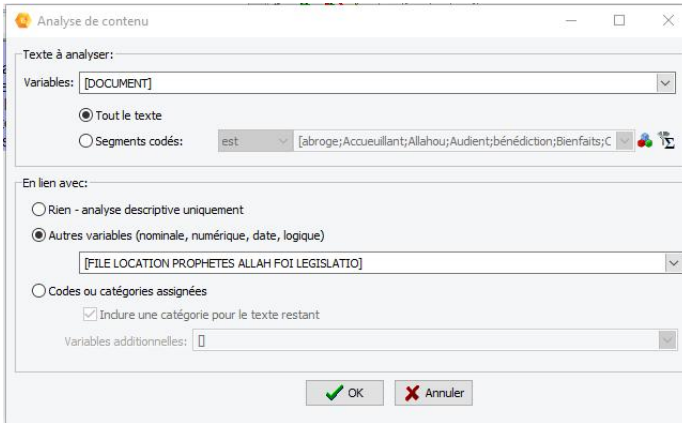 Analyse de contenu
Texte à analyser:
Variables: [DOCUMENT]
Tout le texte
Segments codés: est [abroge;Accueuillant;Allahou;Audient;bénédiction;Bienfaits;C
En lien avec:
Rien - analyse descriptive uniquement
Autres variables (nominale, numérique, date, logique)
[FILE LOCATION PROPHETES ALLAH FOI LEGISLATIO]
Codes ou catégories assignées
Inclure une catégorie pour le texte restant
Variables additionnelles: []
OK Annuler